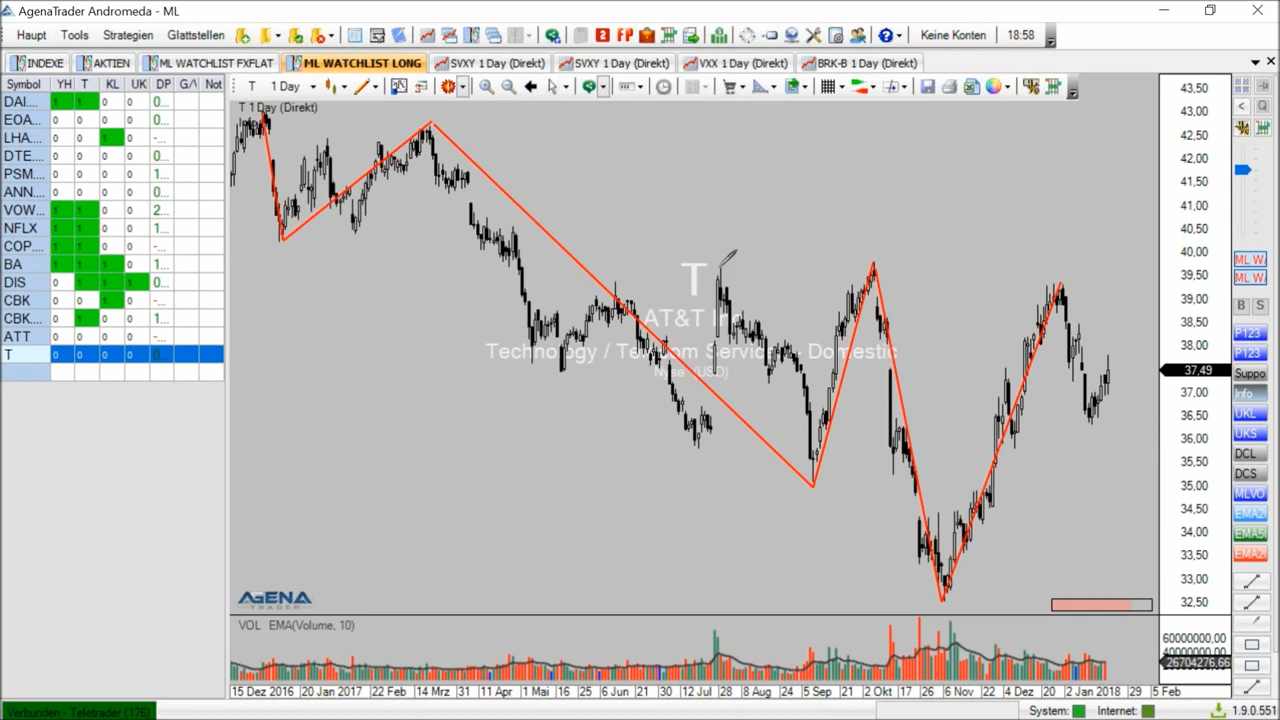 AgenaTrader Andromeda - ML
Haupt Tools Strategien Glattstellen Keine Konten 18:58
INDEXE AKTIEN ML WATCHLIST FXFLAT ML WATCHLIST LONG SVXY 1 Day (Direkt) SVXY 1 Day (Direkt) VXX 1 Day (Direkt) BRK-B 1 Day (Direkt)
Symbol YH T KL UK DP Not
T 1 Day
T 1 Day (Direkt)
DAI....
EOA...
LHA....
DTE....
PSM....
ANN....
VOW...
NFLX
COP....
BA
DIS
CBK
CBK....
ATT
T
T
AT&T
Technology / Telecom Services - Domestic
43,50
43,00
42,50
42,00
41,50
41,00
40,50
40,00
39,50
39,00
38,50
38,00
37,49
37,00
36,50
36,00
35,50
35,00
34,50
34,00
33,50
33,00
32,50
ML W
ML W
B S
P123
P123
Suppo
Info
UKL
UKS
DCL
DCS
MLVO
EMA2
EMA5
EMA2
AGENA
TRADER
VOL EMA(Volume, 10)
60000000,00
40000000,00
26704276,66
15 Dez 2016 20 Jan 2017 22 Feb 14 Mrz 31 11 Apr 1 Mai 16 25 6 Jun 21 30 12 Jul 28 8 Aug 24 5 Sep 21 2 Okt 17 26 6 Nov 22 4 Dez 20 2 Jan 2018 29 5 Feb
Verbunden - Teletrader (176) System: Internet: 1.9.0.551